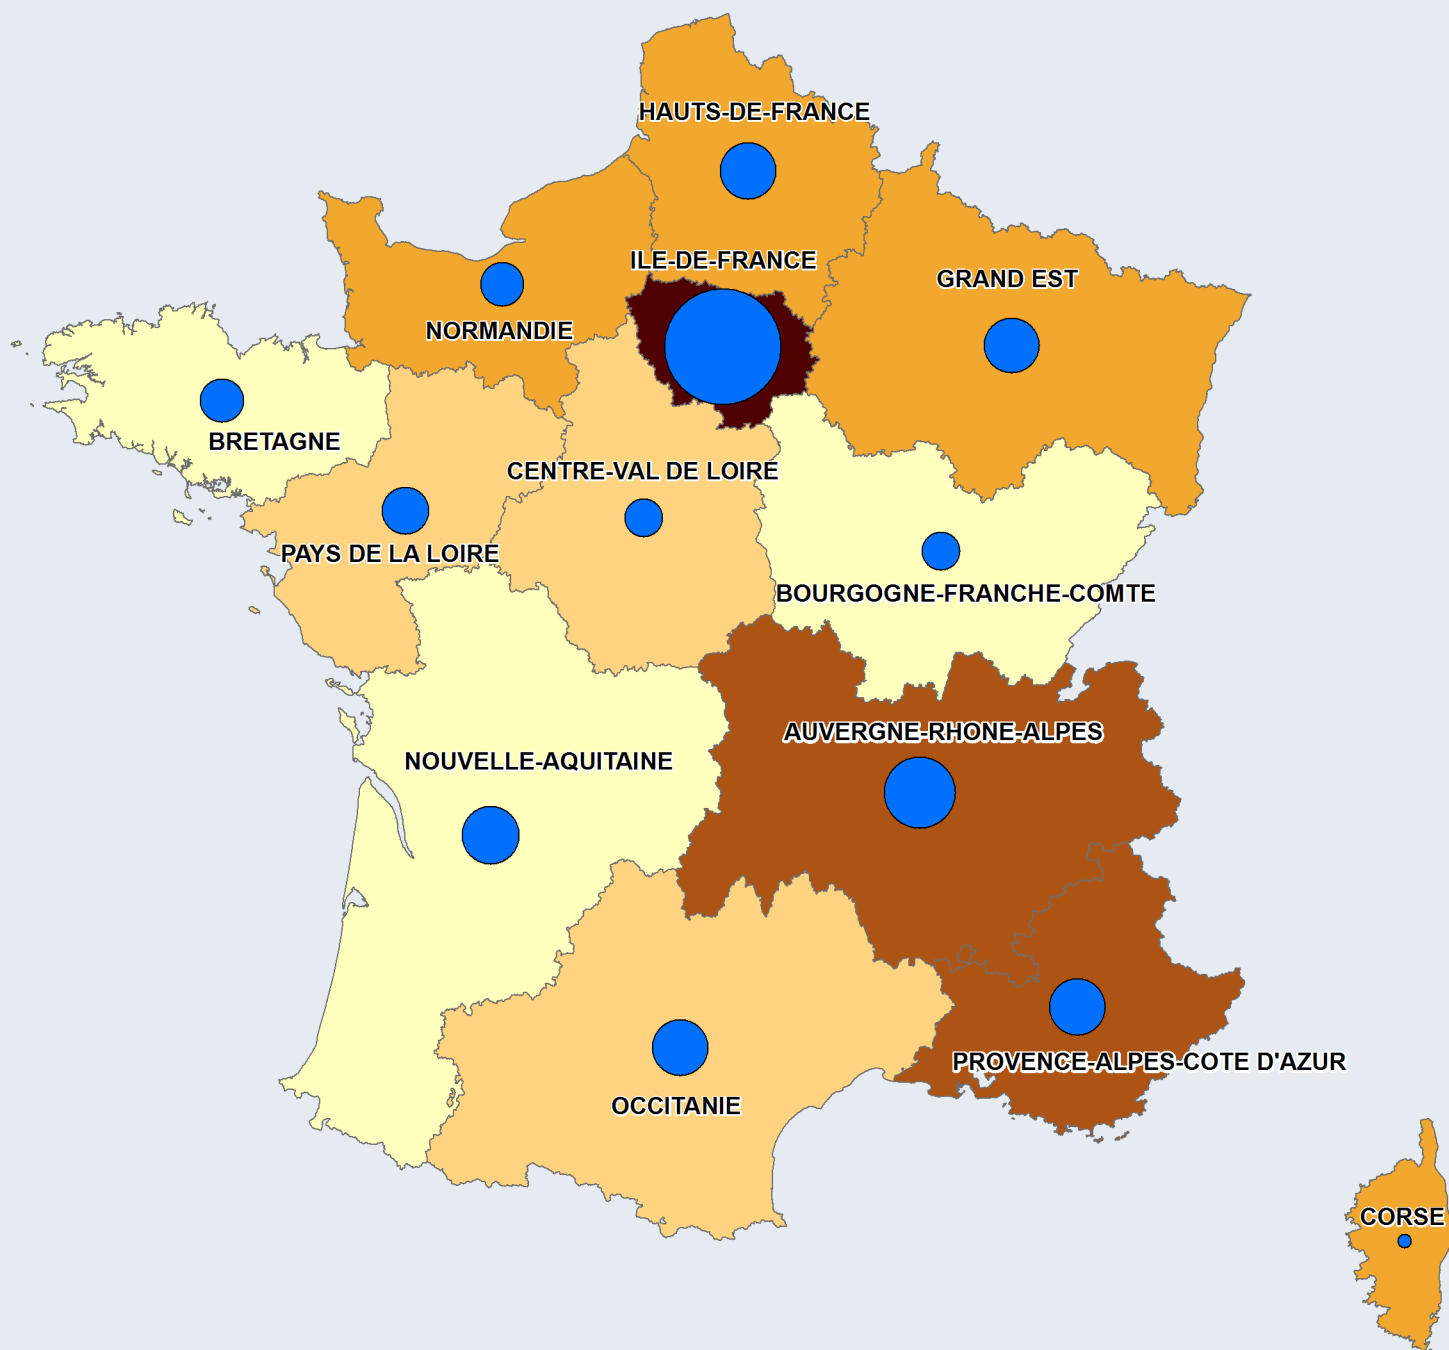 HAUTS-DE-FRANCE
ILE-DE-FRANCE
GRAND EST
NORMANDIE
BRETAGNE
CENTRE-VAL DE LOIRE
PAYS DE LA LOIRE
BOURGOGNE-FRANCHE-COMTE
AUVERGNE-RHONE-ALPES
NOUVELLE-AQUITAINE
PROVENCE-ALPES-COTE D'AZUR
OCCITANIE
CORSE